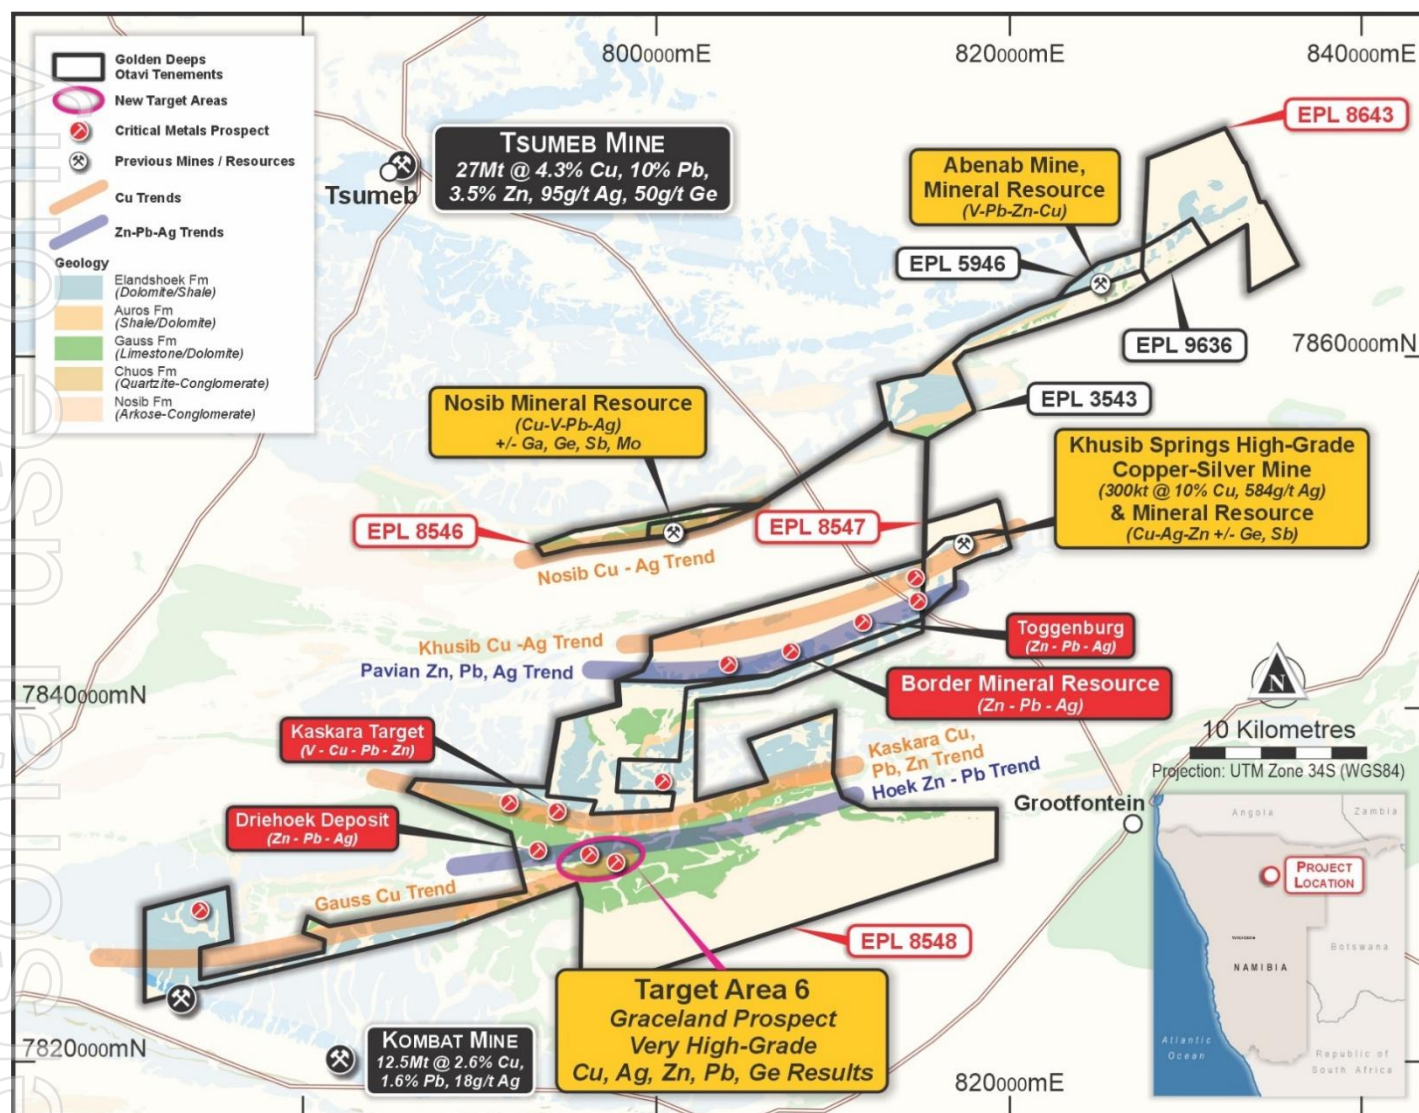 800000mE
820000mE
840000mE
Golden Deeps
Otavi Tenements
New Target Areas
Critical Metals Prospect
Previous Mines / Resources
Cu Trends
Zn-Pb-Ag Trends
Geology
Elandshoek Fm
(Dolomite/Shale)
Auros Fm
(Shale/Dolomite)
Gauss Fm
(Limestone/Dolomite)
Chuos Fm
(Quartzite-Conglomerate)
Nosib Fm
(Arkose-Conglomerate)
Tsumeb
TSUMEB MINE
27Mt @ 4.3% Cu, 10% Pb,
3.5% Zn, 95g/t Ag, 50g/t Ge
EPL 8643
Abenab Mine,
Mineral Resource
(V-Pb-Zn-Cu)
EPL 5946
EPL 9636
7860000mN
EPL 3543
Nosib Mineral Resource
(Cu-V-Pb-Ag)
+/- Ga, Ge, Sb, Mo
Khusib Springs High-Grade
Copper-Silver Mine
(300kt @ 10% Cu, 584g/t Ag)
& Mineral Resource
(Cu-Ag-Zn +/- Ge, Sb)
EPL 8546
EPL 8547
Nosib Cu - Ag Trend
Khusib Cu -Ag Trend
Pavian Zn, Pb, Ag Trend
Toggenburg
(Zn - Pb - Ag)
Border Mineral Resource
(Zn - Pb - Ag)
7840000mN
Kaskara Target
(V - Cu - Pb - Zn)
Kaskara Cu,
Pb, Zn Trend
Hoek Zn - Pb Trend
N
10 Kilometres
Projection: UTM Zone 34S (WGS84)
Grootfontein
Driehoek Deposit
(Zn - Pb - Ag)
Gauss Cu Trend
EPL 8548
Target Area 6
Graceland Prospect
Very High-Grade
Cu, Ag, Zn, Pb, Ge Results
KOMBAT MINE
12.5Mt @ 2.6% Cu,
1.6% Pb, 18g/t Ag
7820000mN
820000mE
Angola
Zambia
PROJECT
LOCATION
Botswana
NAMIBIA
Atlantic
Ocean
Republic of
South Africa